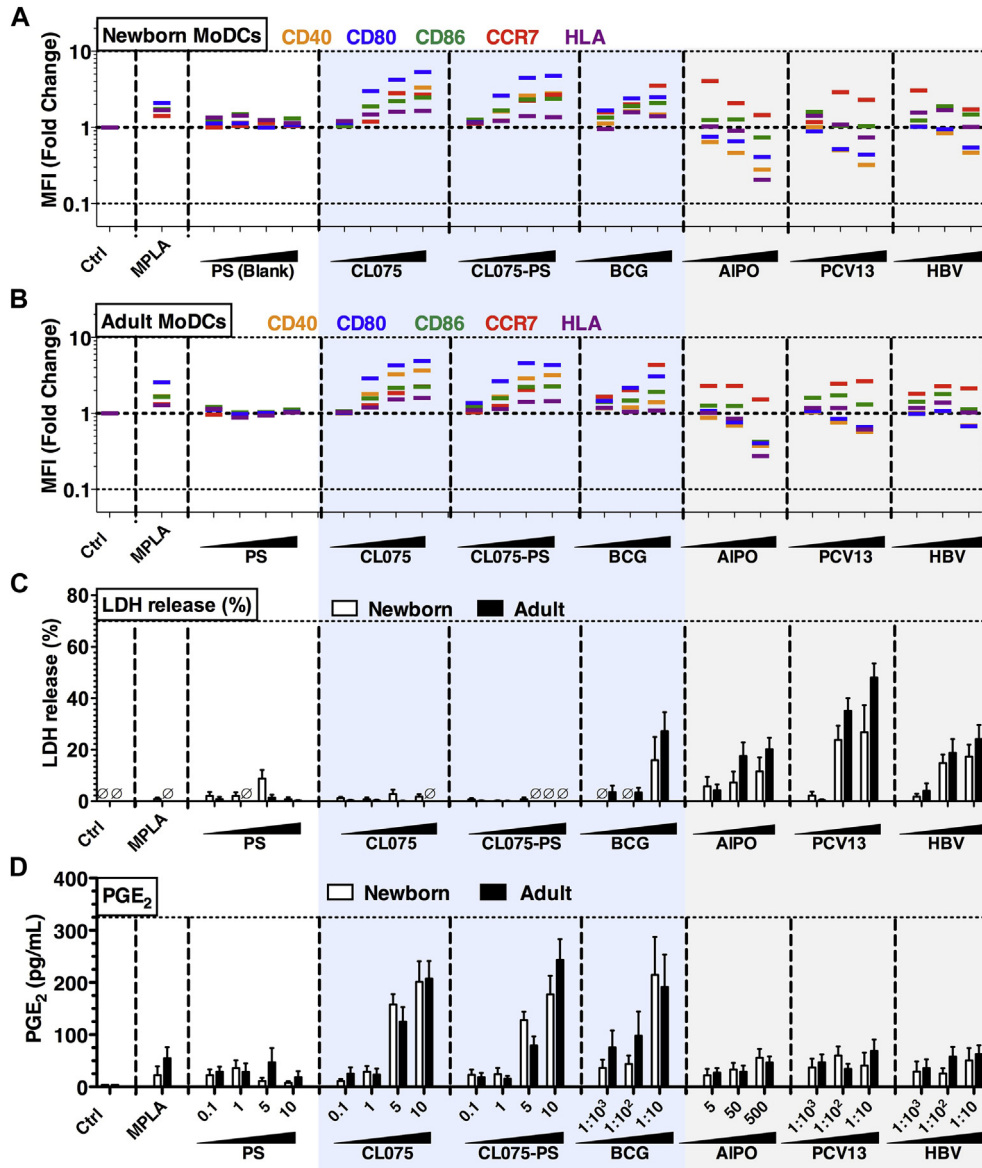 A
Newborn MoDCs CD40 CD80 CD86 CCR7 HLA
MFI (Fold Change)
10
1
0.1
Ctrl MPLA PS (Blank) CL075 CL075-PS BCG AlPO PCV13 HBV
B
Adult MoDCs CD40 CD80 CD86 CCR7 HLA
MFI (Fold Change)
10
1
0.1
Ctrl MPLA PS CL075 CL075-PS BCG AlPO PCV13 HBV
C
LDH release (%)
Newborn Adult
LDH release (%)
80
60
40
20
0
∅ ∅ ∅ ∅ ∅ ∅ ∅ ∅ ∅ ∅
Ctrl MPLA PS CL075 CL075-PS BCG AlPO PCV13 HBV
D
PGE₂
Newborn Adult
PGE₂ (pg/mL)
400
300
200
100
0
0.1 1 5 10 0.1 1 5 10 0.1 1 5 10 1:10³ 1:10² 1:10 5 50 500 1:10³ 1:10² 1:10 1:10³ 1:10² 1:10
Ctrl MPLA PS CL075 CL075-PS BCG AlPO PCV13 HBV